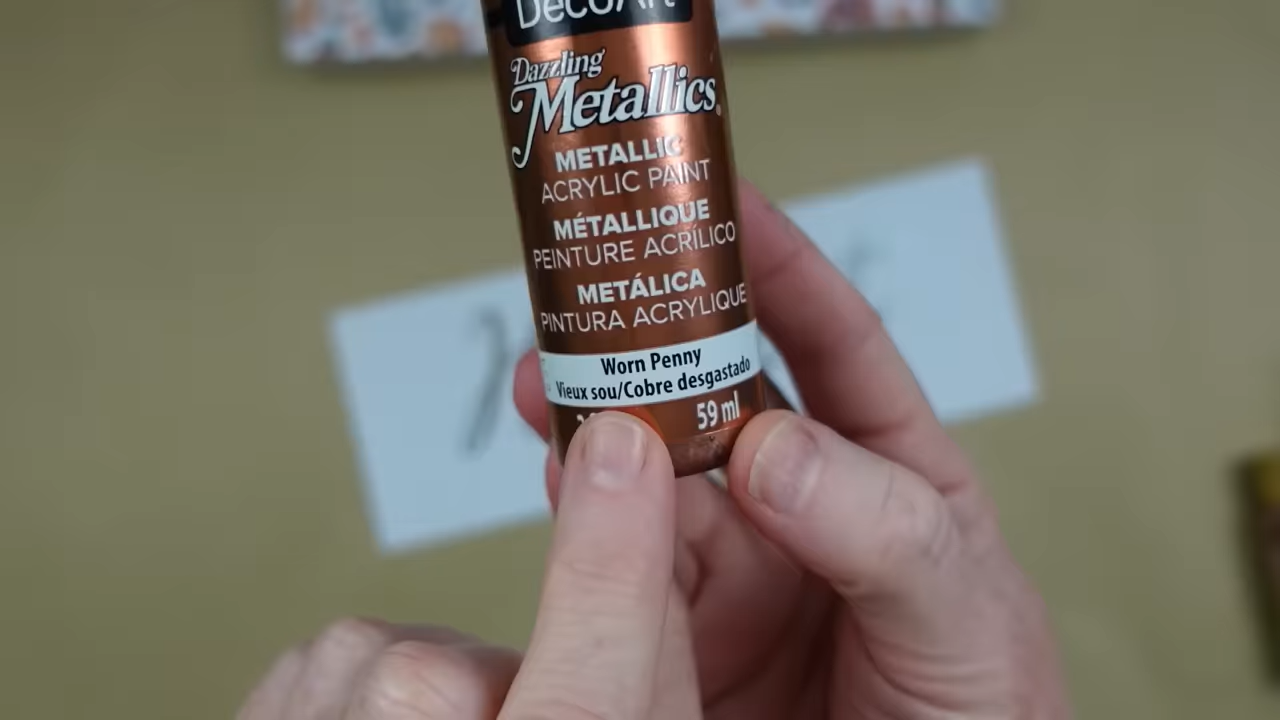 DecoArt
Dazzling
Metallics®
METALLIC
ACRYLIC PAINT
MÉTALLIQUE
PEINTURE ACRÍLICO
METÁLICA
PINTURA ACRYLIQUE
Worn Penny
Vieux sou/Cobre desgastado
59 ml